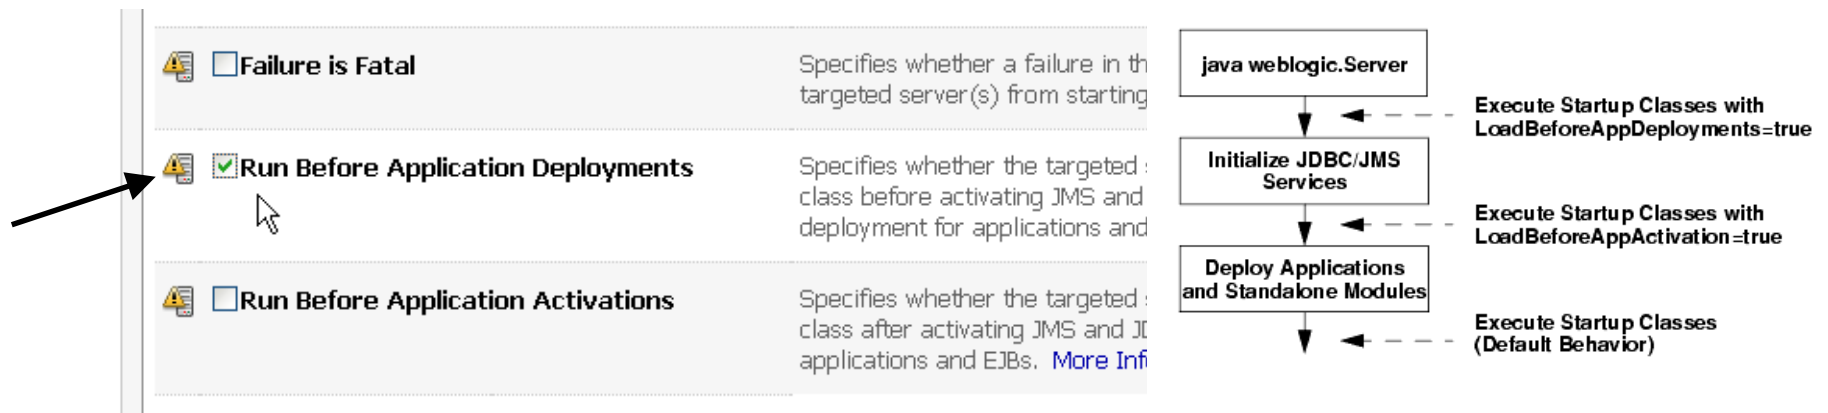 Failure is Fatal
Specifies whether a failure in th
targeted server(s) from starting
Run Before Application Deployments
Specifies whether the targeted
class before activating JMS and
deployment for applications and
Run Before Application Activations
Specifies whether the targeted
class after activating JMS and
applications and EJBs. More Inf
java weblogic.Server
Execute Startup Classes with
LoadBeforeAppDeployments=true
Initialize JDBC/JMS
Services
Execute Startup Classes with
LoadBeforeAppActivation=true
Deploy Applications
and Standalone Modules
Execute Startup Classes
(Default Behavior)